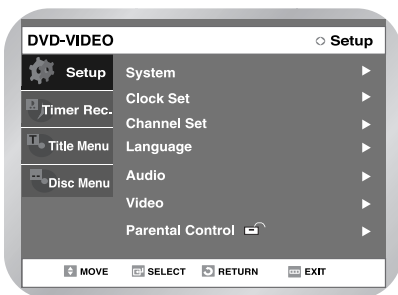 DVD-VIDEO Setup
Setup System
Clock Set
Timer Rec.
Channel Set
Title Menu Language
Disc Menu Audio
Video
Parental Control
MOVE SELECT RETURN EXIT